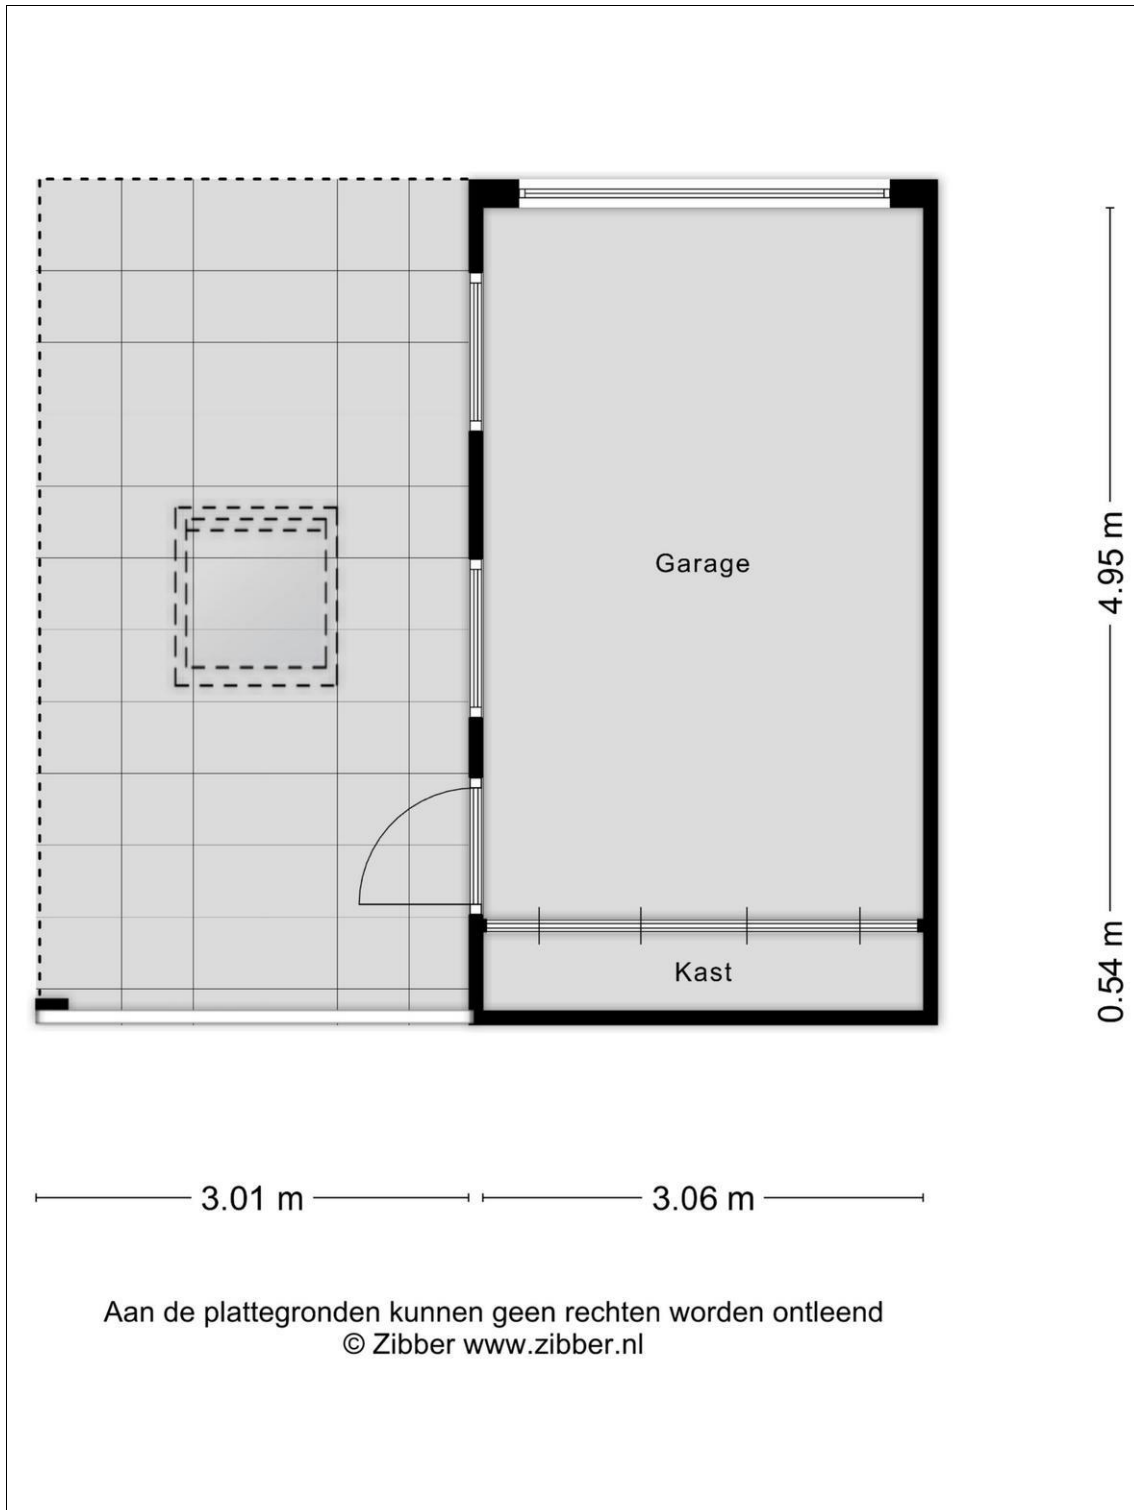 Garage
4.95 m
Kast
0.54 m
3.01 m
3.06 m
Aan de plattegronden kunnen geen rechten worden ontleend
© Zibber www.zibber.nl